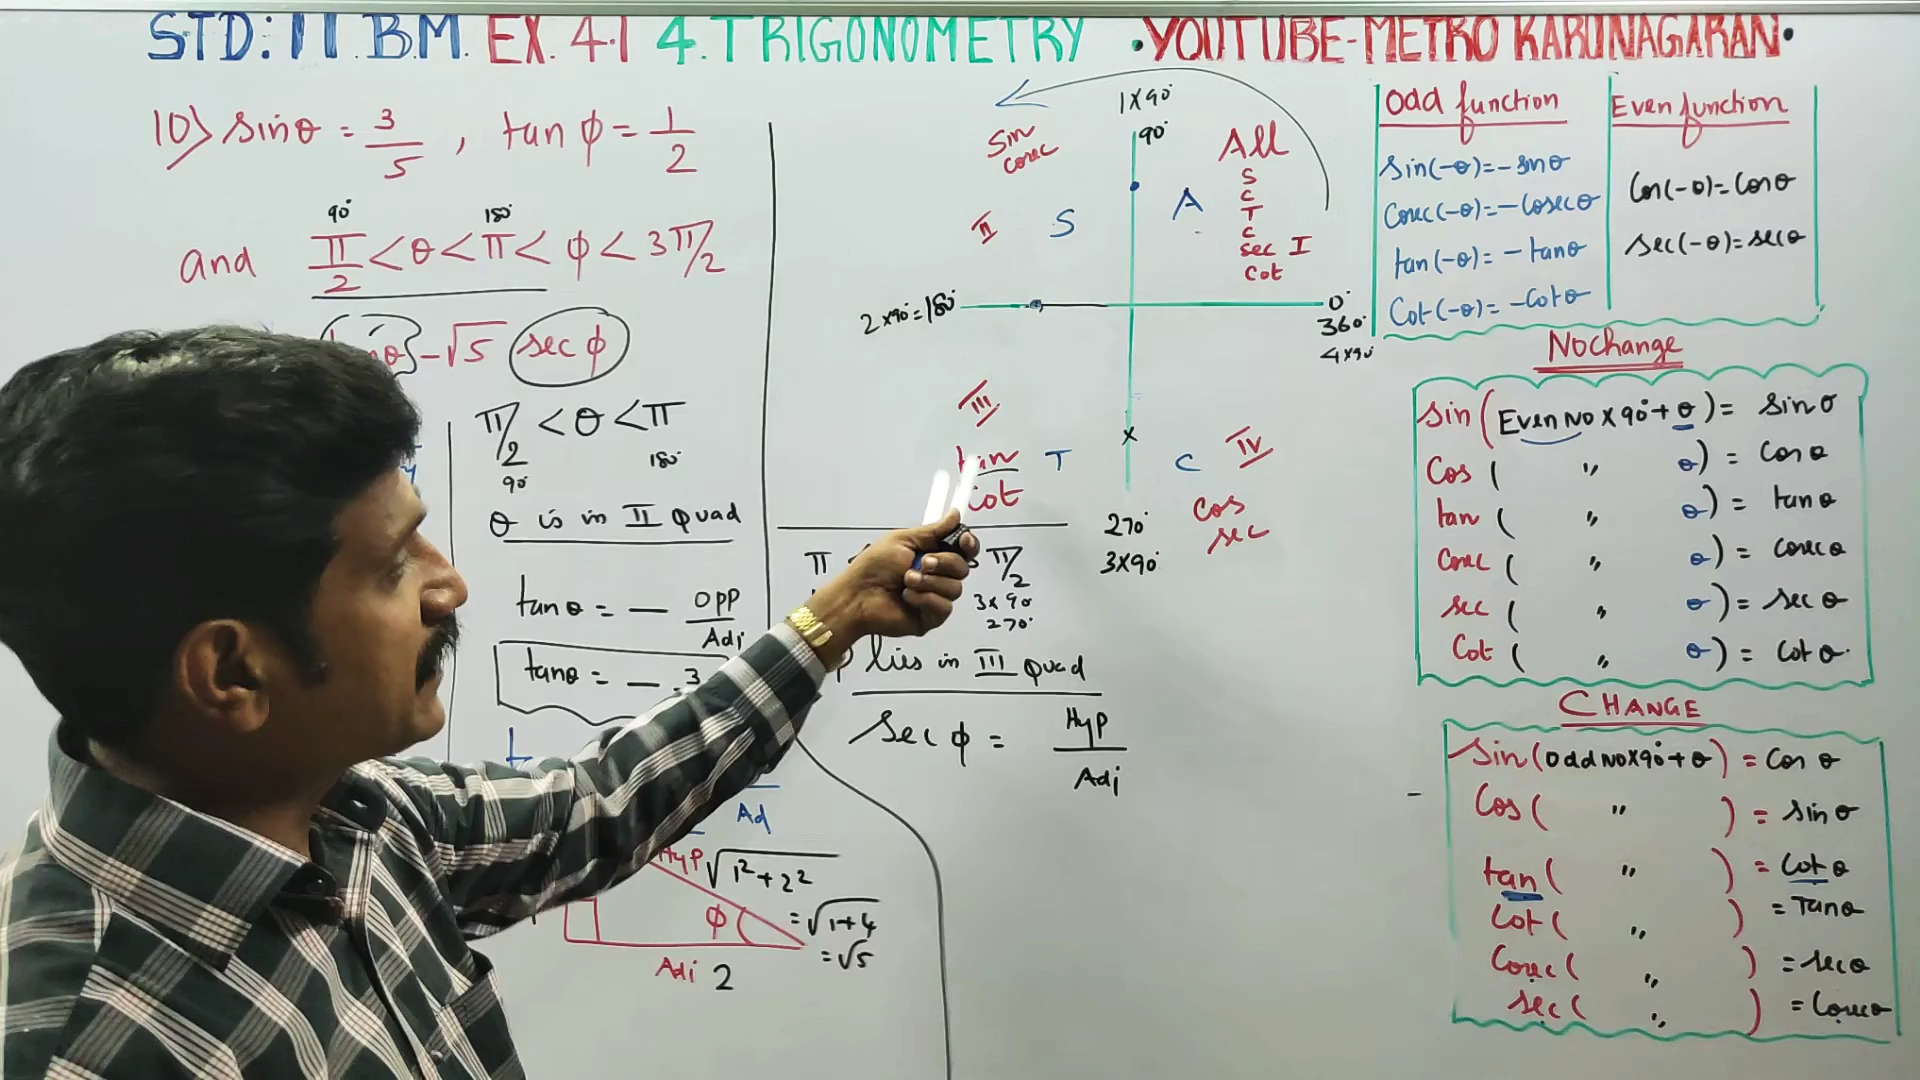 STD: 11.B.M. EX. 4.1 4. TRIGONOMETRY • YOUTUBE-METRO KARUNAGARAN •
10) sinθ = 3/5 , tan φ = 1/2
90° 180°
and π/2 < θ < π < φ < 3π/2
- √5 sec φ
π/2 < θ < π
90° 180°
θ is in II Quad
tan θ = — Opp/Adj
tanθ = — 3
Ad
Hyp √1²+2²
= √1+4
= √5
φ
Adj 2
1 x 90°
90°
Sin
Cosec
All
S
C
T
C
Sec I
Cot
II S A
2 x 90° = 180°
0°
360°
4 x 90°
III
T C IV
Cot
Cos
Sec
270°
3 x 90°
π π/2
3 x 90
270°
lies in III Quad
Sec φ = Hyp/Adj
Odd function
Sin(-θ) = - Sinθ
Cosec(-θ) = - Cosecθ
tan(-θ) = - tanθ
Cot(-θ) = - Cotθ
Even function
Cos(-θ) = Cosθ
Sec(-θ) = Secθ
No change
Sin (Even No x 90° + θ) = Sinθ
Cos ( " θ) = Cosθ
tan ( " θ) = tanθ
Cosec ( " θ) = Cosecθ
Sec ( " θ) = Secθ
Cot ( " θ) = Cotθ
CHANGE
Sin (Odd No x 90° + θ) = Cosθ
Cos ( " ) = Sinθ
tan ( " ) = Cotθ
Cot ( " ) = Tanθ
Cosec ( " ) = Secθ
Sec ( " ) = Cosecθ